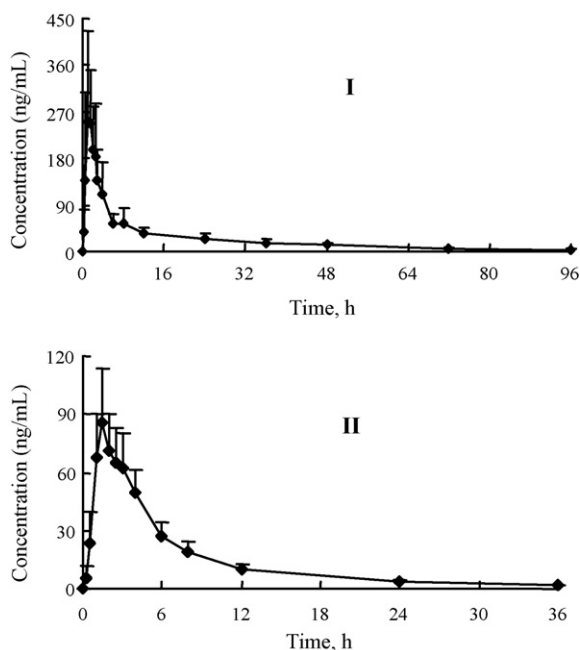 450
360
270
180
90
0
Concentration (ng/mL)
I
0 16 32 48 64 80 96
Time, h
120
90
60
30
0
Concentration (ng/mL)
II
0 6 12 18 24 30 36
Time, h